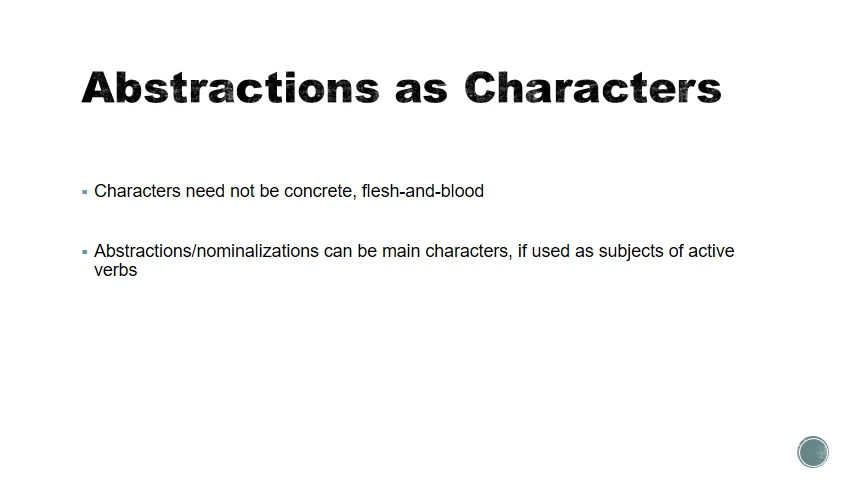 Abstractions as Characters
▪ Characters need not be concrete, flesh-and-blood
▪ Abstractions/nominalizations can be main characters, if used as subjects of active
verbs